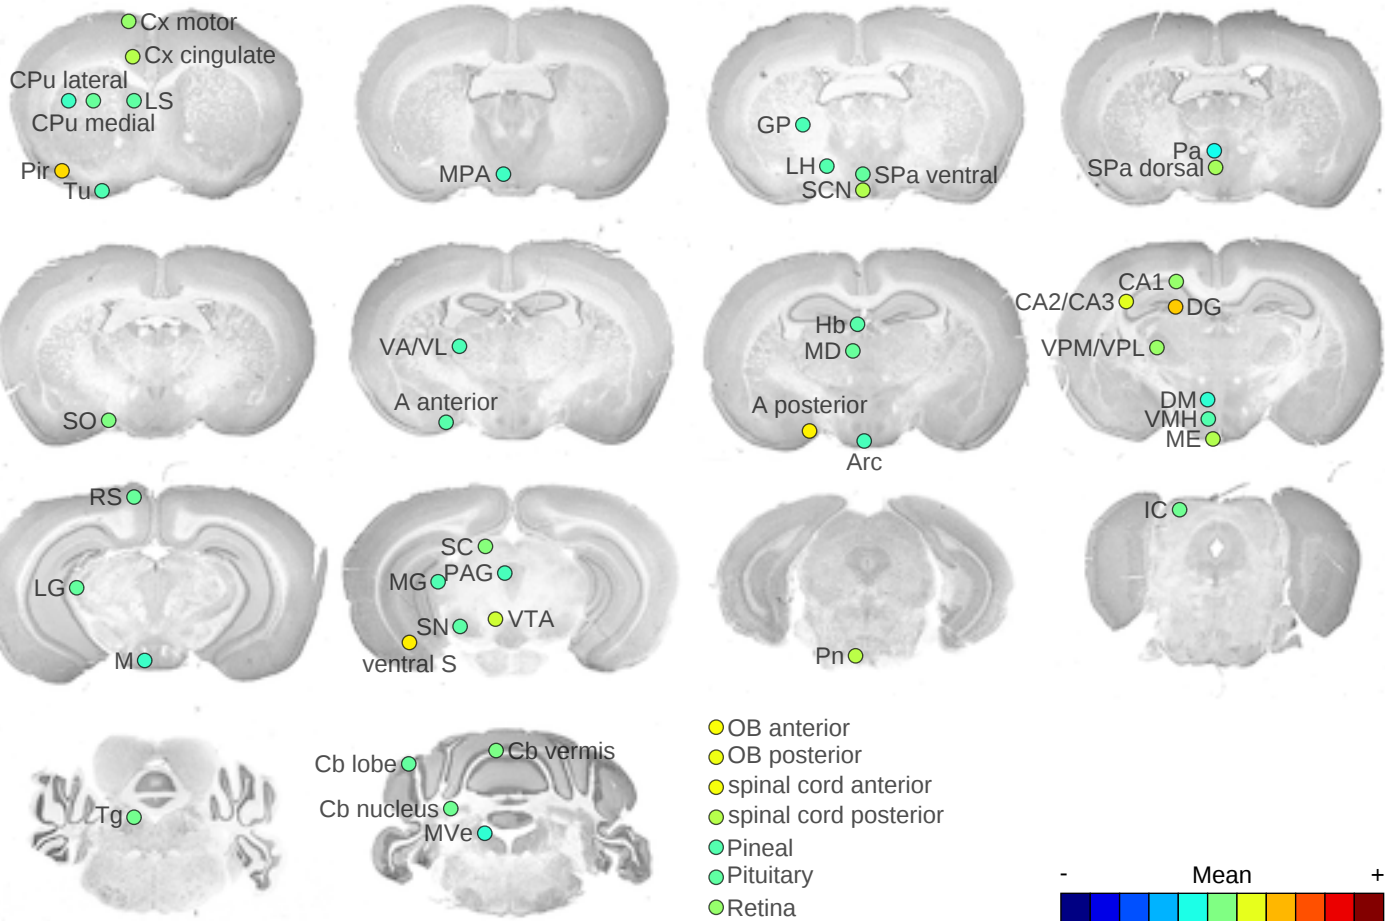 Cx motor
Cx cingulate
CPu lateral
LS
CPu medial
Pir
Tu
MPA
GP
LH
SPa ventral
SCN
Pa
SPa dorsal
SO
VA/VL
A anterior
Hb
MD
A posterior
Arc
CA1
CA2/CA3
DG
VPM/VPL
DM
VMH
ME
RS
LG
M
SC
PAG
MG
SN
VTA
ventral S
Pn
IC
Tg
Cb lobe
Cb vermis
Cb nucleus
MVe
OB anterior
OB posterior
spinal cord anterior
spinal cord posterior
Pineal
Pituitary
Retina
- Mean +